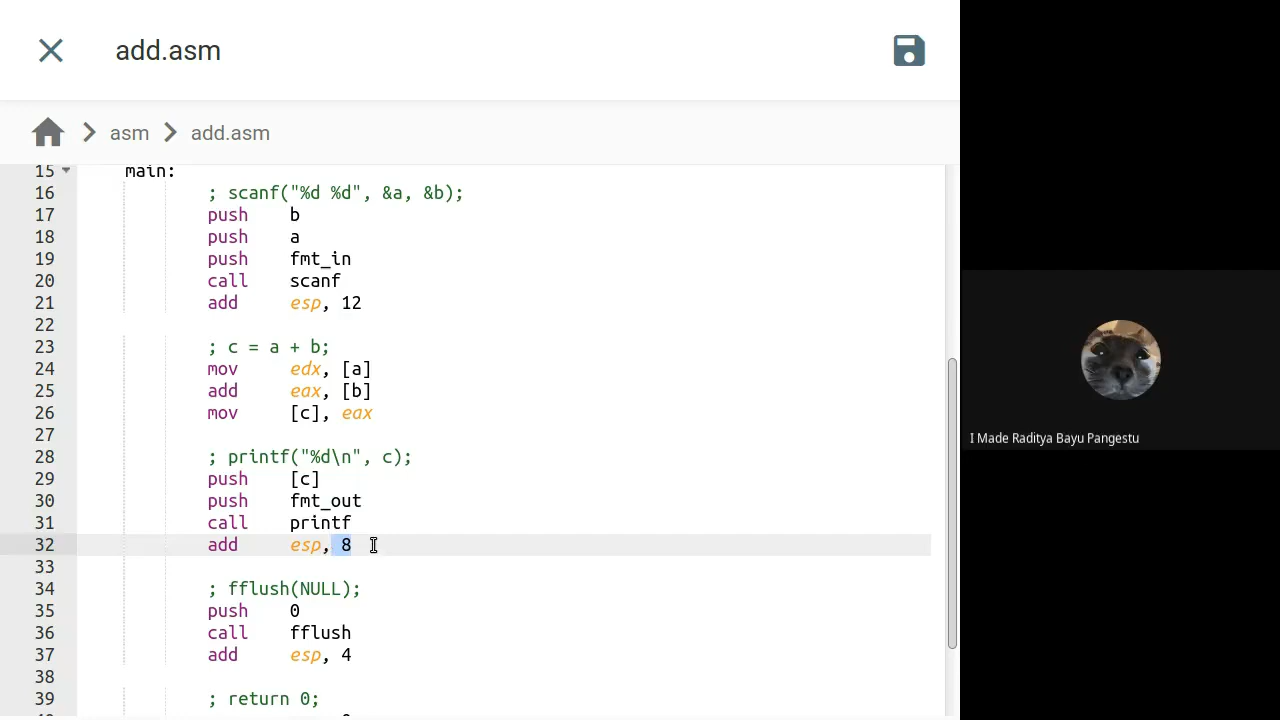 add.asm
asm add.asm
15 main:
16 ; scanf("%d %d", &a, &b);
17 push b
18 push a
19 push fmt_in
20 call scanf
21 add esp, 12
22
23 ; c = a + b;
24 mov edx, [a]
25 add eax, [b]
26 mov [c], eax
27
28 ; printf("%d\n", c);
29 push [c]
30 push fmt_out
31 call printf
32 add esp, 8
33
34 ; fflush(NULL);
35 push 0
36 call fflush
37 add esp, 4
38
39 ; return 0;
I Made Raditya Bayu Pangestu